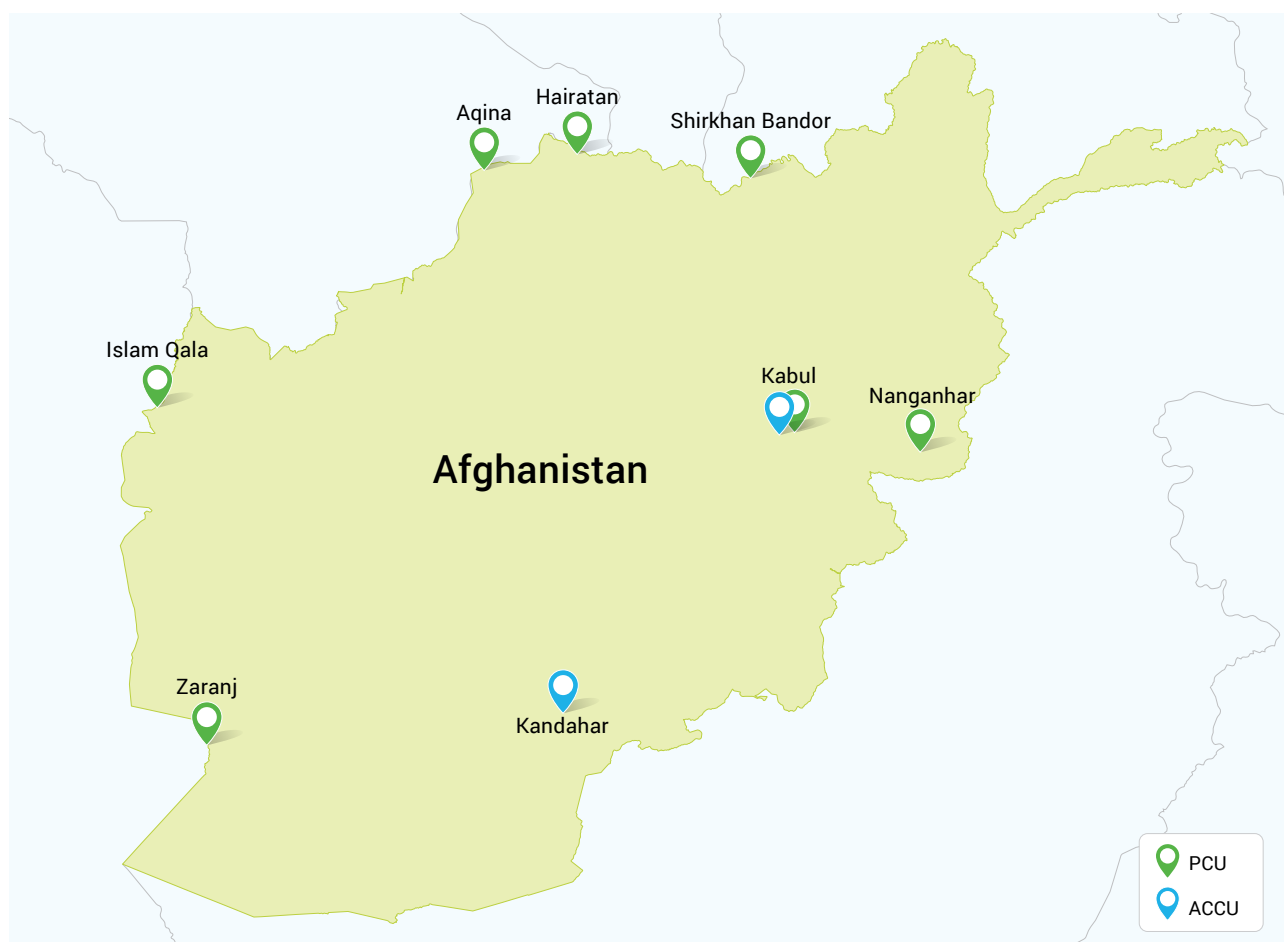 Hairatan
Aqina
Shirkhan Bandor
Islam Qala
Kabul
Nanganhar
Afghanistan
Zaranj
Kandahar
PCU
ACCU